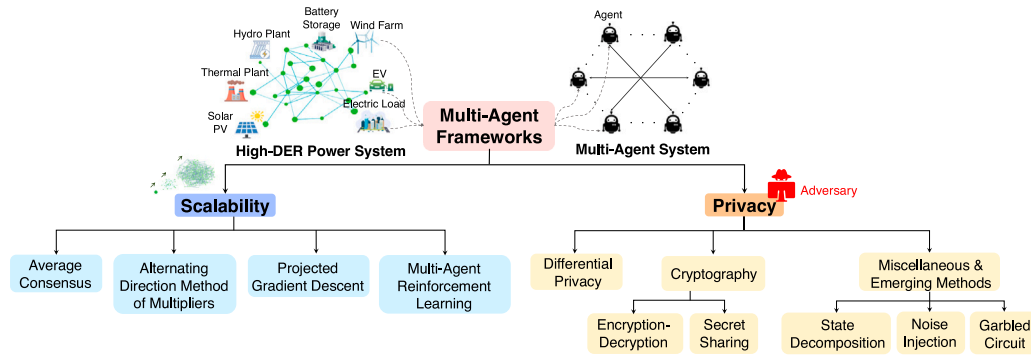 Battery
Storage
Wind Farm
Hydro Plant
Thermal Plant
EV
Electric Load
Solar
PV
High-DER Power System
Multi-Agent
Frameworks
Agent
Multi-Agent System
Scalability
Privacy
Adversary
Average
Consensus
Alternating
Direction Method
of Multipliers
Projected
Gradient Descent
Multi-Agent
Reinforcement
Learning
Differential
Privacy
Cryptography
Miscellaneous &
Emerging Methods
Encryption-
Decryption
Secret
Sharing
State
Decomposition
Noise
Injection
Garbled
Circuit